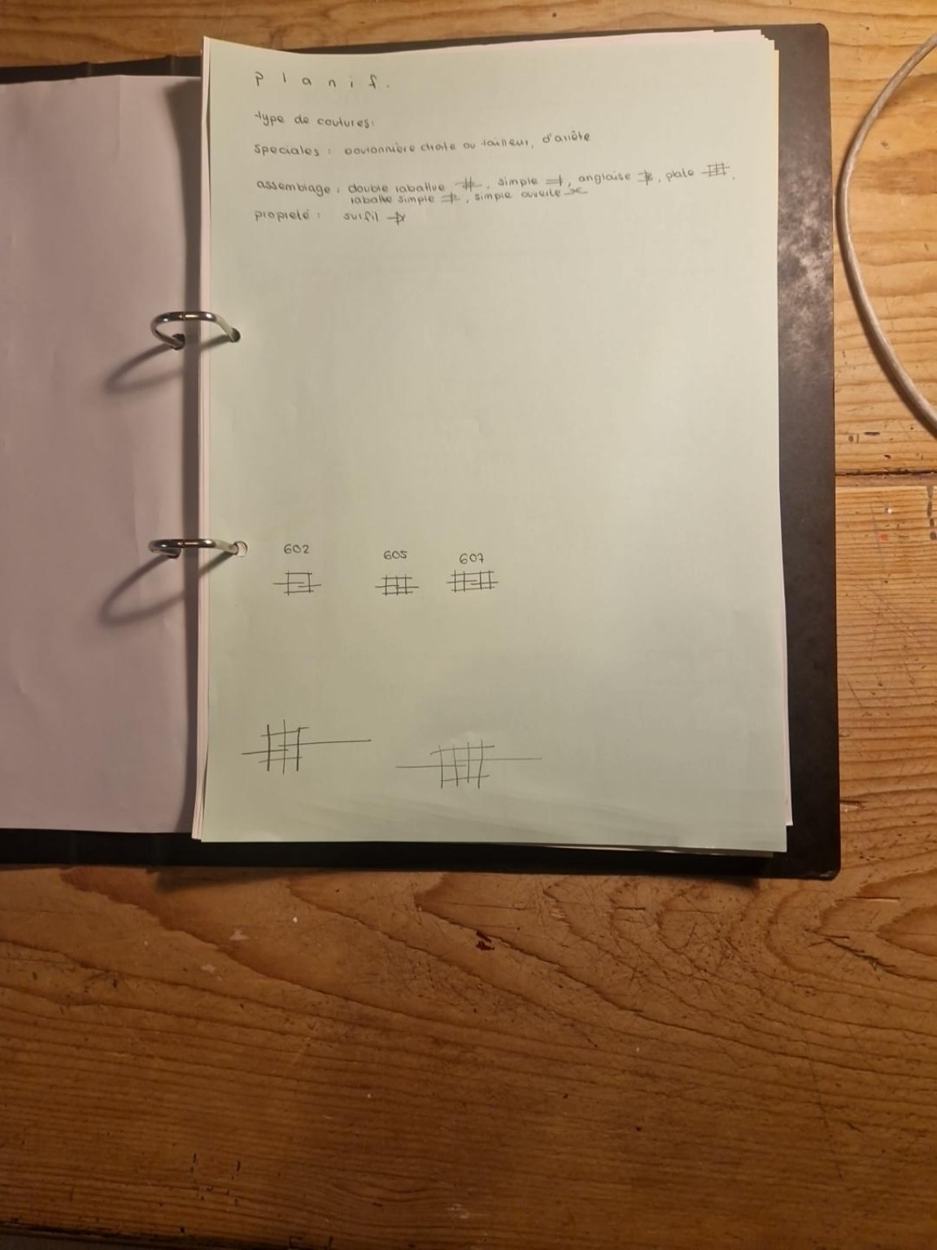 planif.
type de coutures:
speciales : boutonnière droite ou tailleur, d'arrête
assemblage : double rabattue, simple, anglaise, plate,
rabattue simple, simple ouverte
propreté : surfil
602 605 607